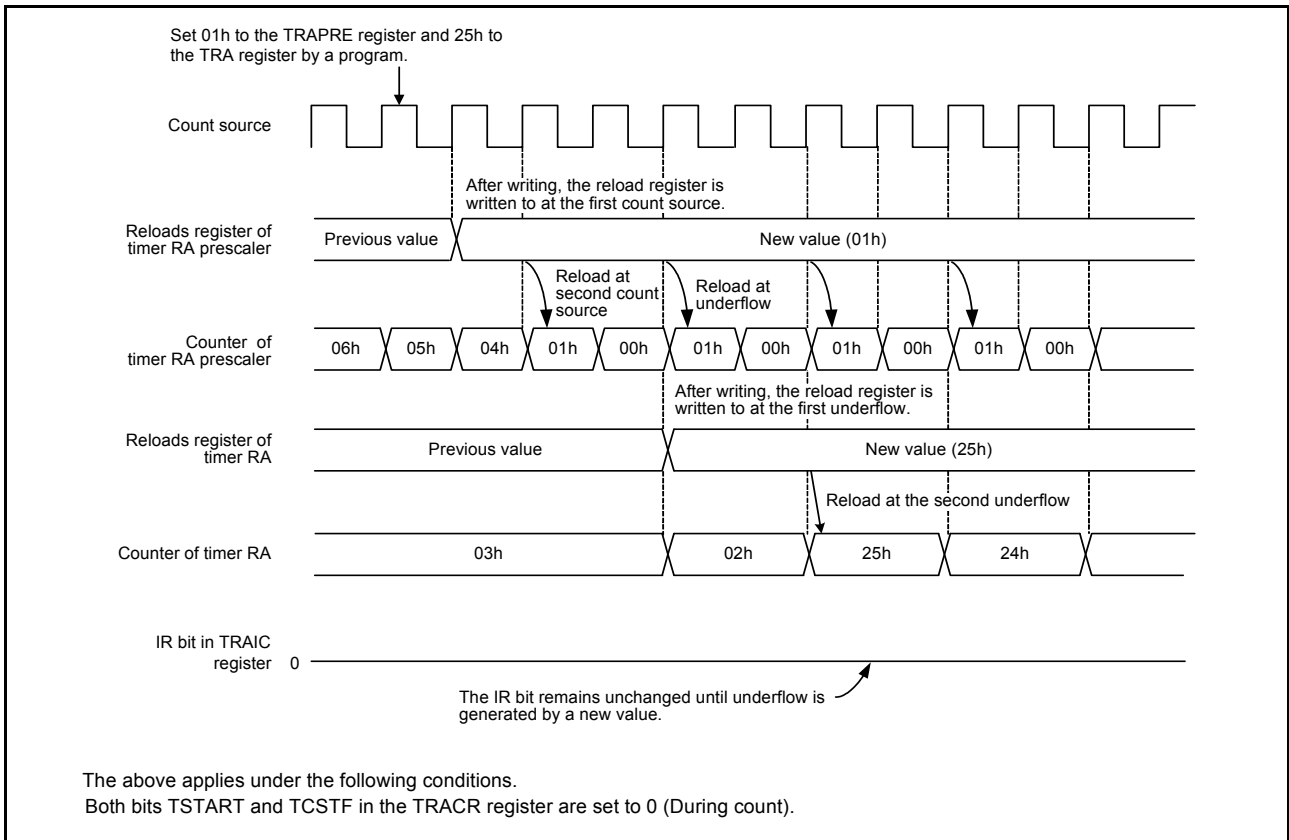 Set 01h to the TRAPRE register and 25h to
the TRA register by a program.
Count source
After writing, the reload register is
written to at the first count source.
Reloads register of
timer RA prescaler
Previous value
New value (01h)
Reload at
second count
source
Reload at
underflow
Counter of
timer RA prescaler
06h 05h 04h 01h 00h 01h 00h 01h 00h 01h 00h
After writing, the reload register is
written to at the first underflow.
Reloads register of
timer RA
Previous value
New value (25h)
Reload at the second underflow
Counter of timer RA
03h 02h 25h 24h
IR bit in TRAIC
register 0
The IR bit remains unchanged until underflow is
generated by a new value.
The above applies under the following conditions.
Both bits TSTART and TCSTF in the TRACR register are set to 0 (During count).